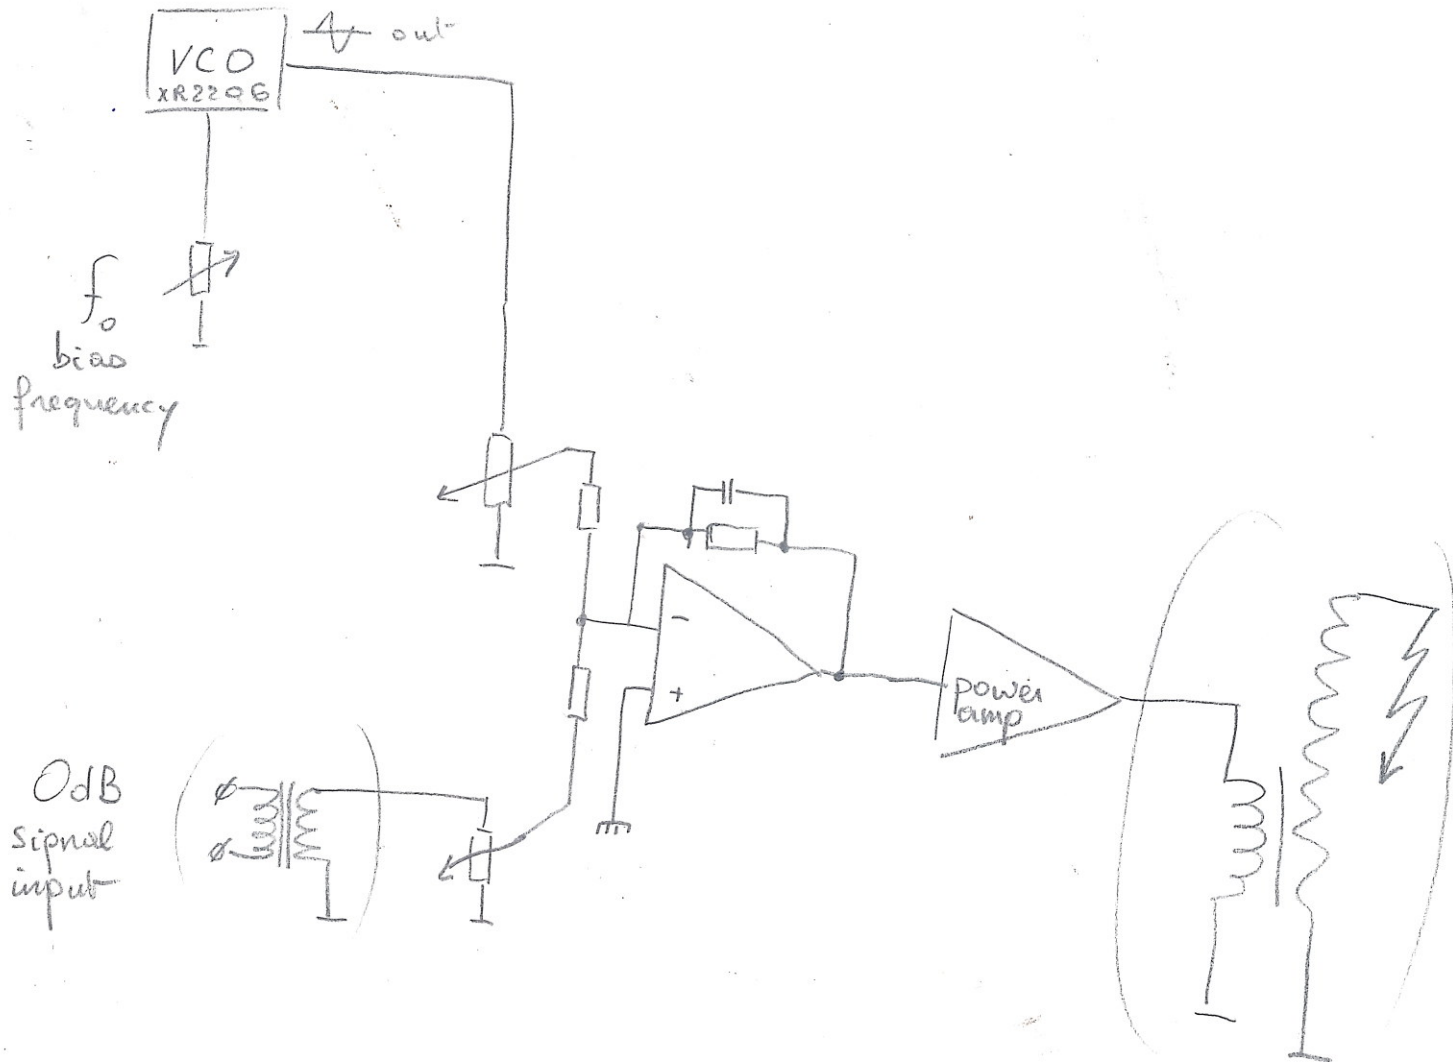 VCO
XR2206
out
f₀
bias
frequency
−
+
power
amp
0dB
signal
input